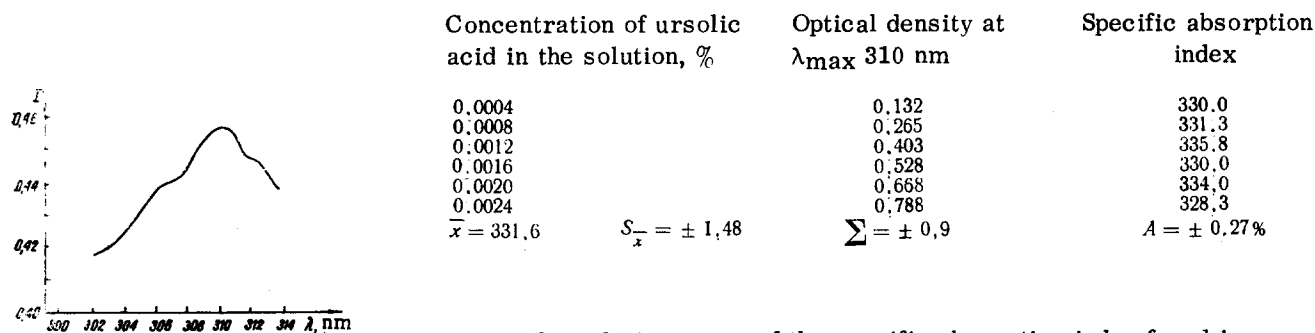 Concentration of ursolic acid in the solution, %
Optical density at λmax 310 nm
Specific absorption index
0.0004 0.132 330.0
0.0008 0.265 331.3
0.0012 0.403 335.8
0.0016 0.528 330.0
0.0020 0.668 334.0
0.0024 0.788 328.3
x̄ = 331.6 Sx̄ = ± 1,48 ∑ = ± 0,9 A = ± 0.27%
0,46
0,44
0,42
0,40
300 302 304 306 308 310 312 314 λ, nm